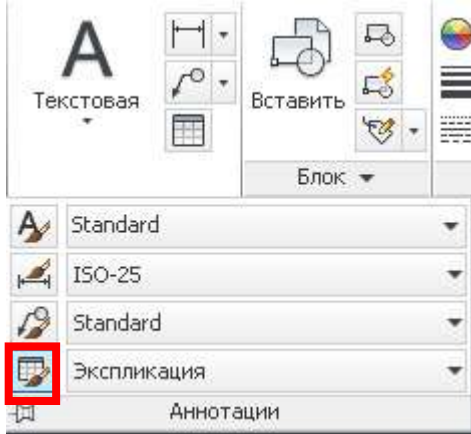 A
Текстовая
Вставить
Блок
Standard
ISO-25
Standard
Экспликация
Аннотации